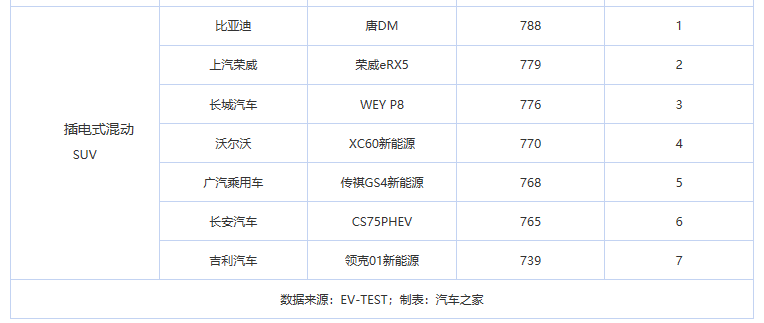 比亚迪 唐DM 788 1
上汽荣威 荣威eRX5 779 2
长城汽车 WEY P8 776 3
插电式混动
SUV
沃尔沃 XC60新能源 770 4
广汽乘用车 传祺GS4新能源 768 5
长安汽车 CS75PHEV 765 6
吉利汽车 领克01新能源 739 7
数据来源：EV-TEST；制表：汽车之家